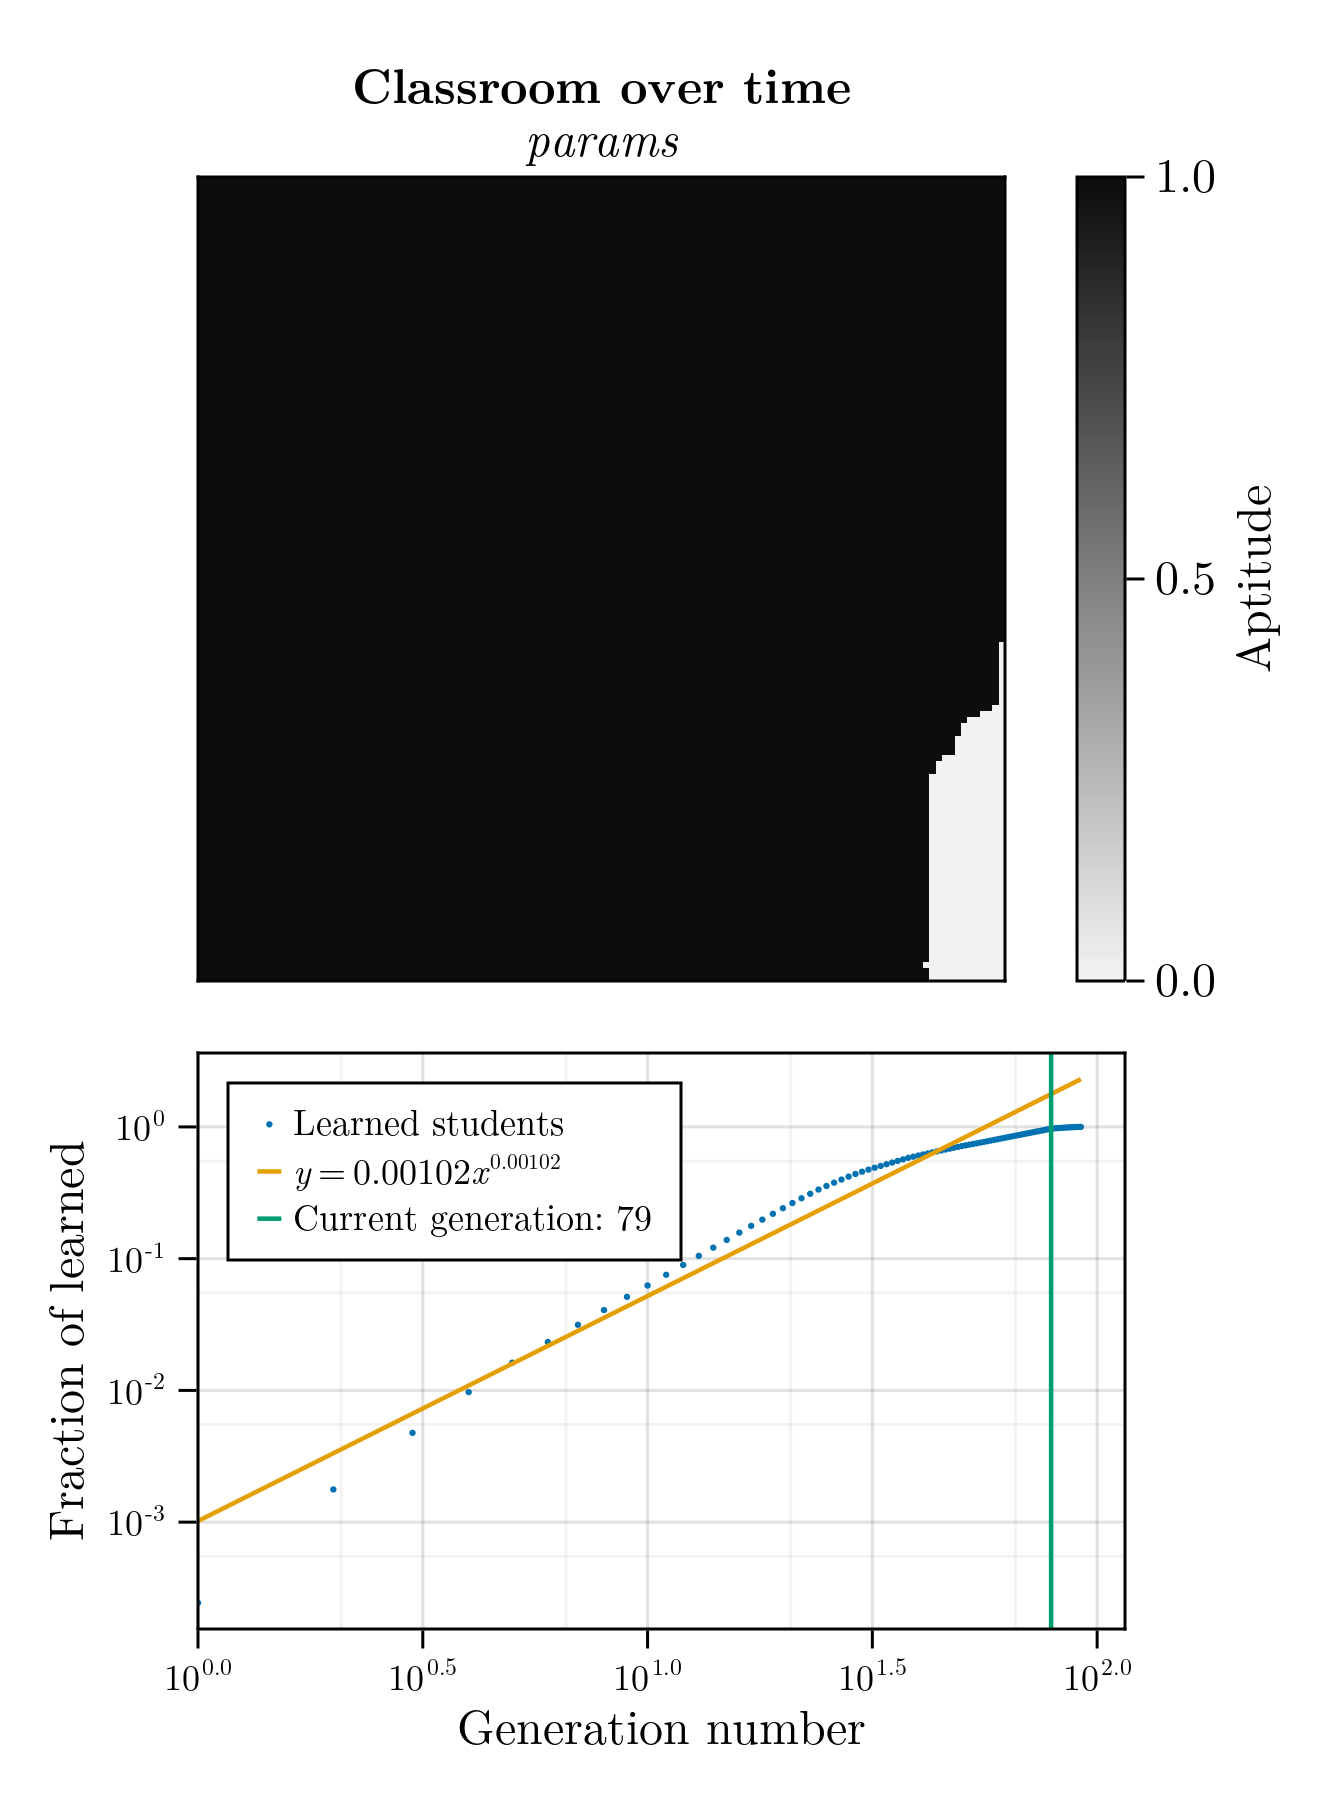 Classroom over time
params
1.0
0.5
0.0
Aptitude
Learned students
y = 0.00102x^0.00102
Current generation: 79
10^0
10^-1
10^-2
10^-3
Fraction of learned
10^0.0 10^0.5 10^1.0 10^1.5 10^2.0
Generation number